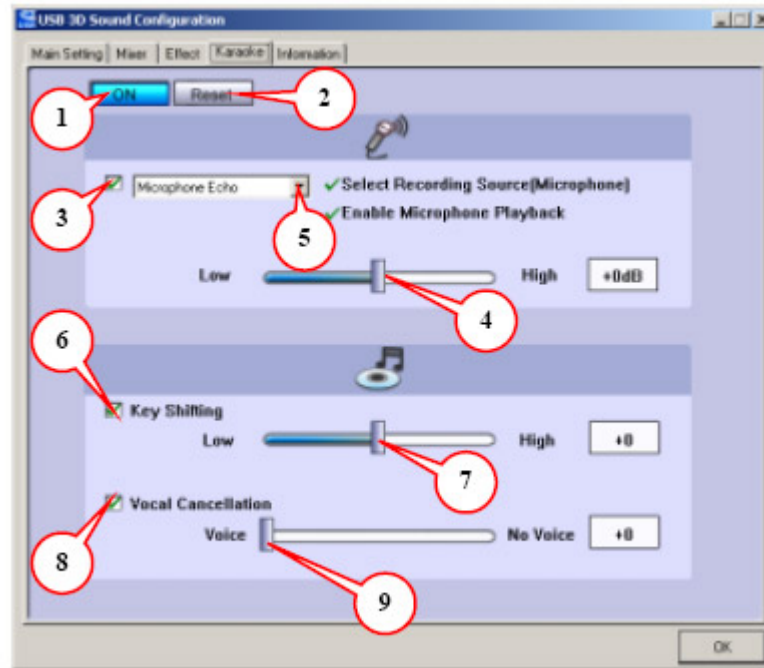 USB 3D Sound Configuration
Main Setting Mixer Effect Karaoke Information
ON Reset
1
2
Microphone Echo
Select Recording Source(Microphone)
3
Enable Microphone Playback
5
Low High +0dB
4
6
Key Shifting
Low High +0
7
Vocal Cancellation
Voice No Voice +0
8
9
OK